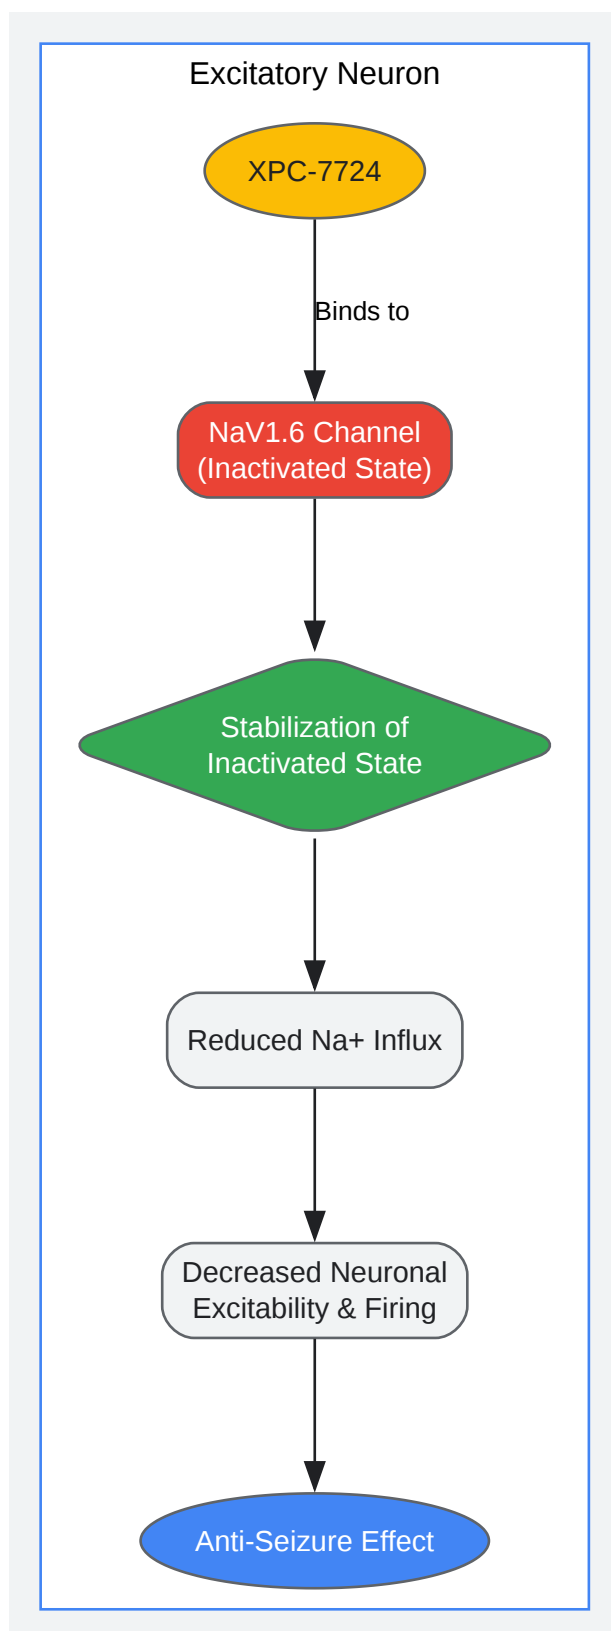 Excitatory Neuron
XPC-7724
Binds to
NaV1.6 Channel
(Inactivated State)
Stabilization of
Inactivated State
Reduced Na+ Influx
Decreased Neuronal
Excitability & Firing
Anti-Seizure Effect